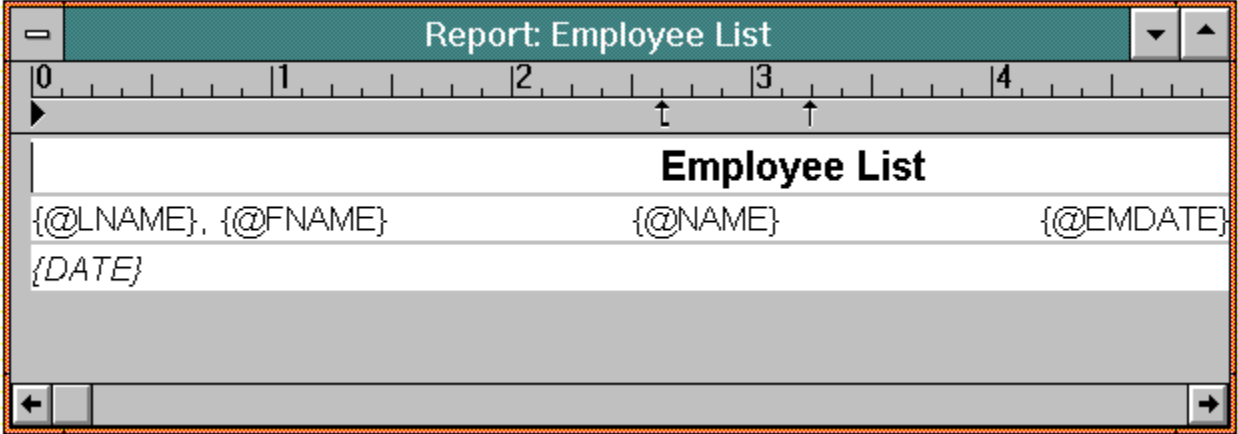 Report: Employee List
0 1 2 3 4
Employee List
{@LNAME}, {@FNAME} {@NAME} {@EMDATE}
{DATE}